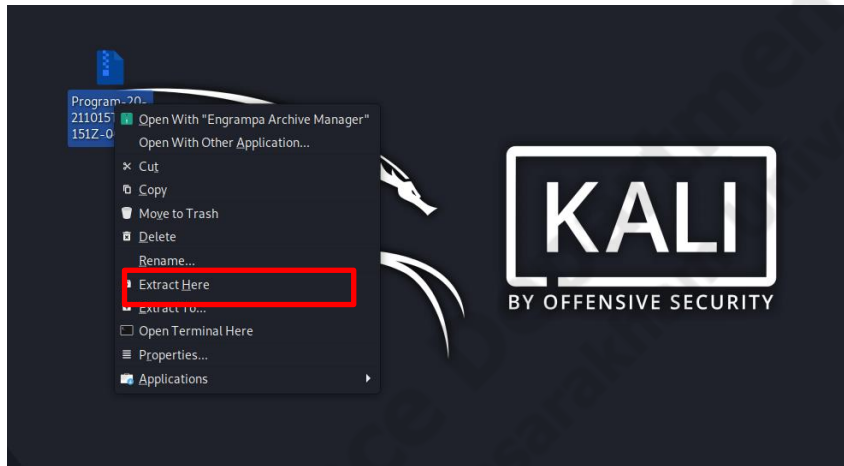 Program-20-
211015
151Z-0
Open With "Engrampa Archive Manager"
Open With Other Application...
Cut
Copy
Move to Trash
Delete
Rename...
Extract Here
Extract To...
Open Terminal Here
Properties...
Applications
KALI
BY OFFENSIVE SECURITY